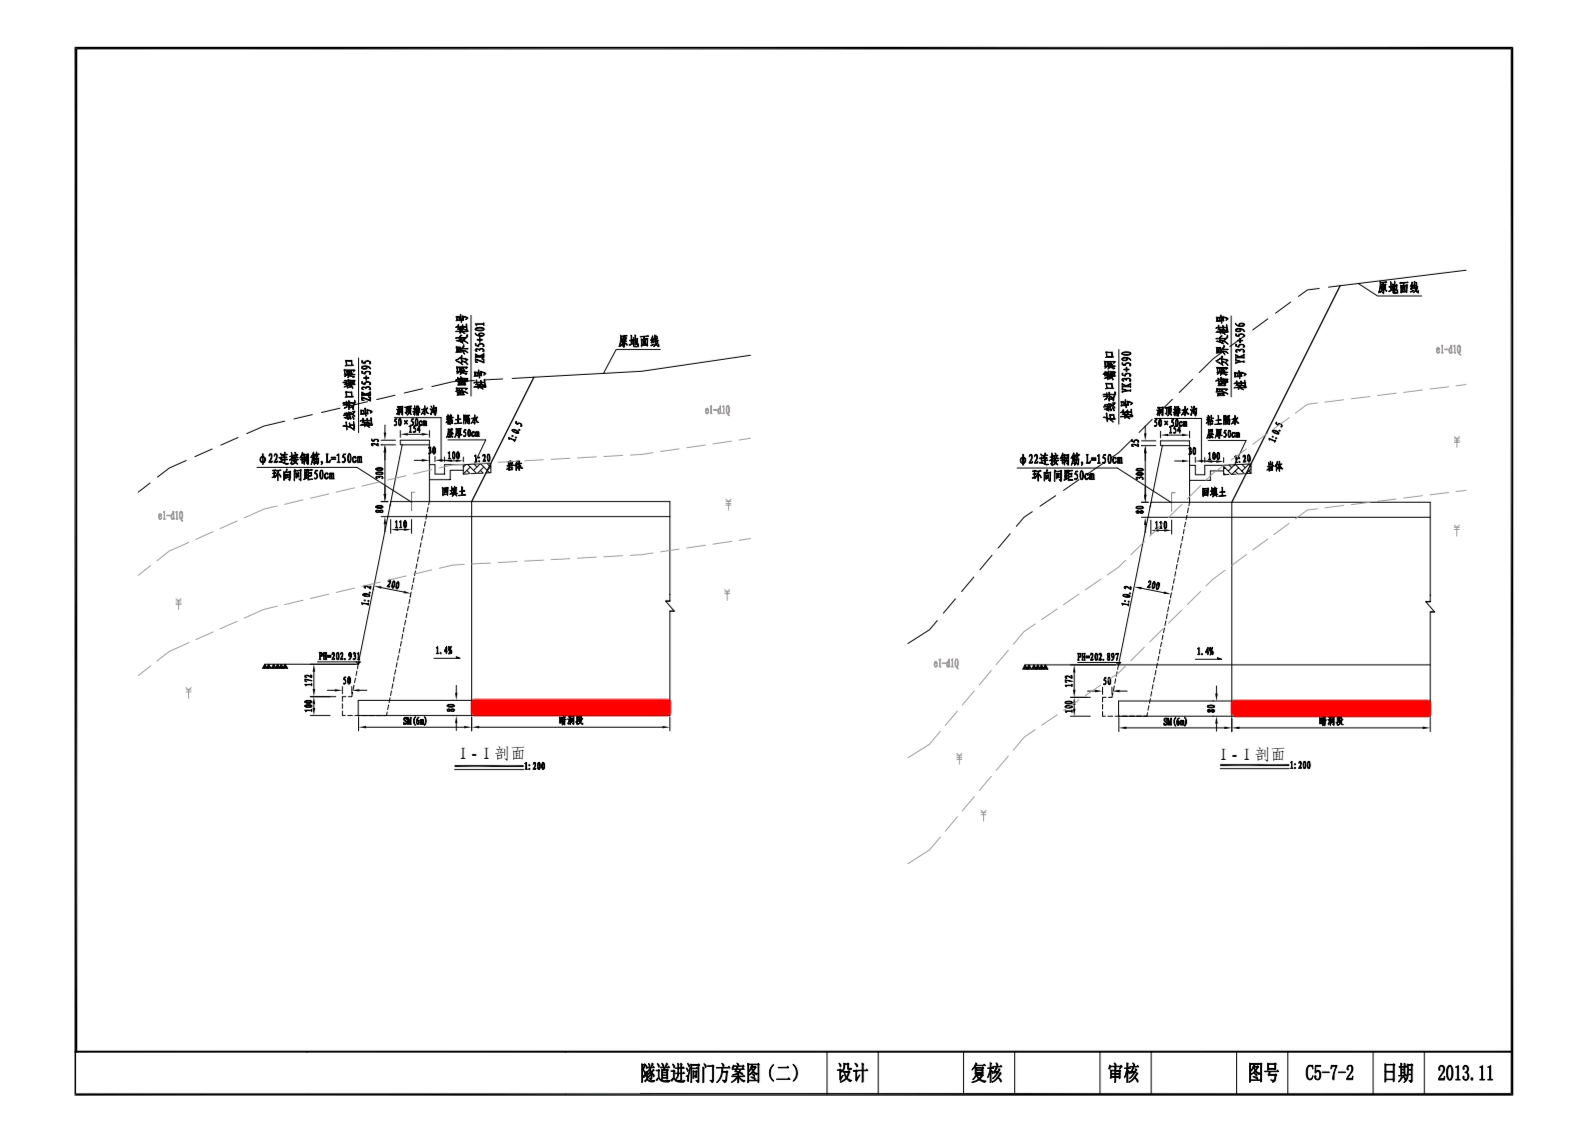 原地面线
左线进口端洞口
桩号 ZK35+595
明暗洞分界处桩号
桩号 ZK35+601
洞顶排水沟
50×50cm
154
粘土隔水
层厚50cm
1:0.5
el-dlQ
25
30
100
1:20
岩体
φ22连接钢筋,L=150cm
环向间距50cm
300
回填土
el-dlQ
80
110
1:0.2
200
PH=202.931
1.4%
172
50
100
80
SM(6m)
暗洞段
I-I剖面
1:200
原地面线
右线进口端洞口
桩号 YK35+590
明暗洞分界处桩号
桩号 YK35+596
el-dlQ
洞顶排水沟
50×50cm
154
粘土隔水
层厚50cm
1:0.5
25
30
100
1:20
岩体
φ22连接钢筋,L=150cm
环向间距50cm
300
回填土
80
110
1:0.2
200
el-dlQ
PH=202.897
1.4%
172
50
100
80
SM(6m)
暗洞段
I-I剖面
1:200
隧道进洞门方案图（二） 设计 复核 审核 图号 C5-7-2 日期 2013.11